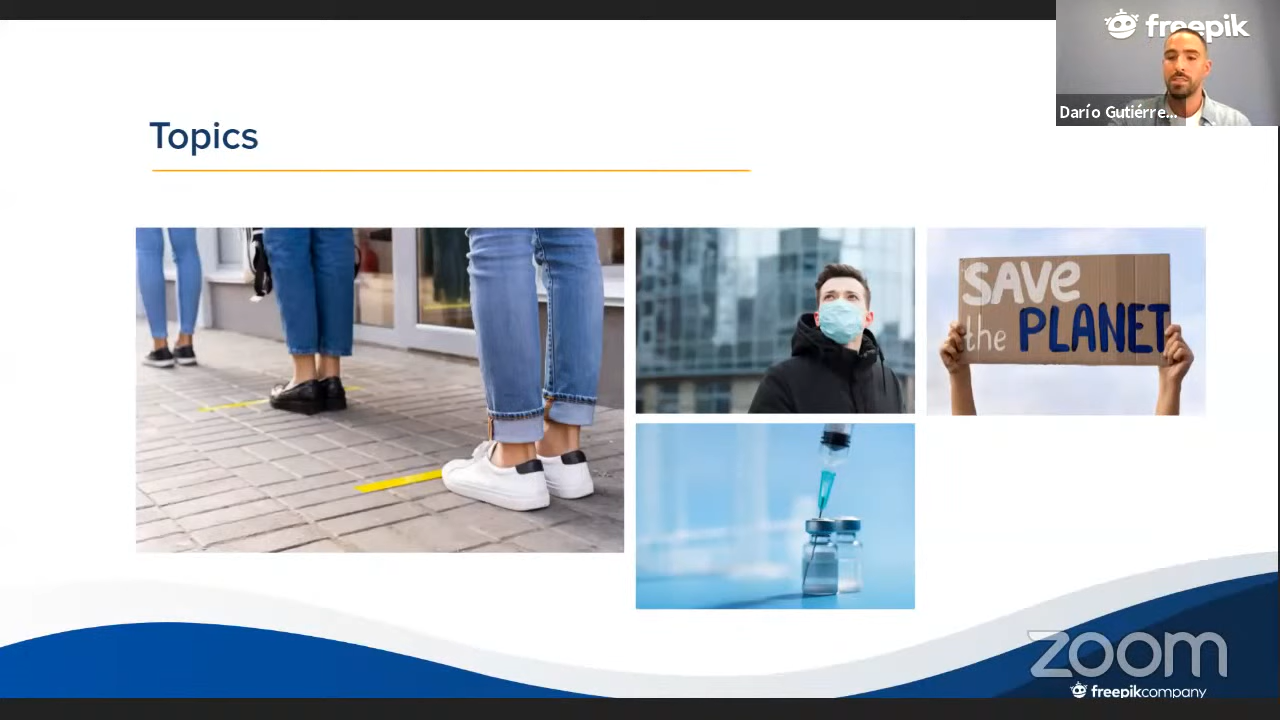 freepik
Darío Gutiérre...
Topics
SAVE
the PLANET
zoom
freepikcompany